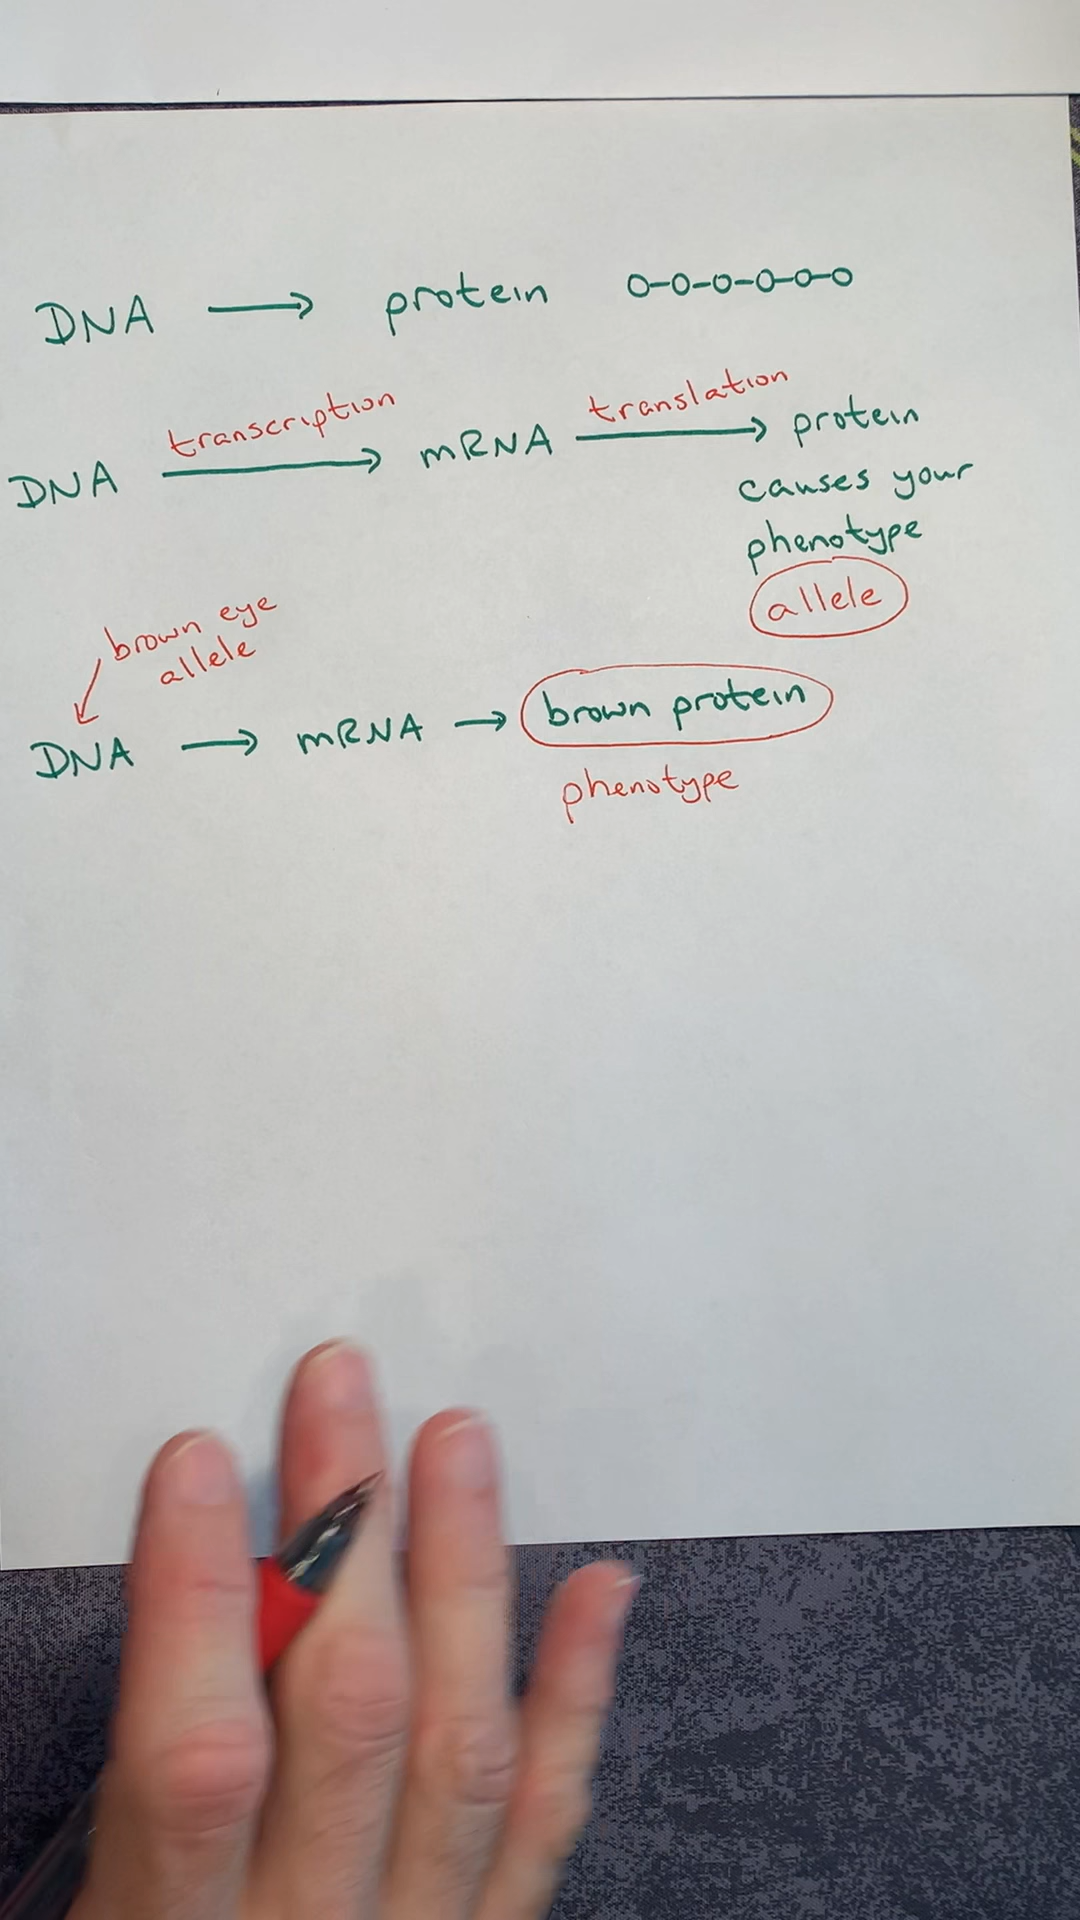 DNA → protein O-O-O-O-O-O
transcription translation
DNA → mRNA → protein
causes your
phenotype
allele
brown eye
allele
DNA → mRNA → brown protein
phenotype